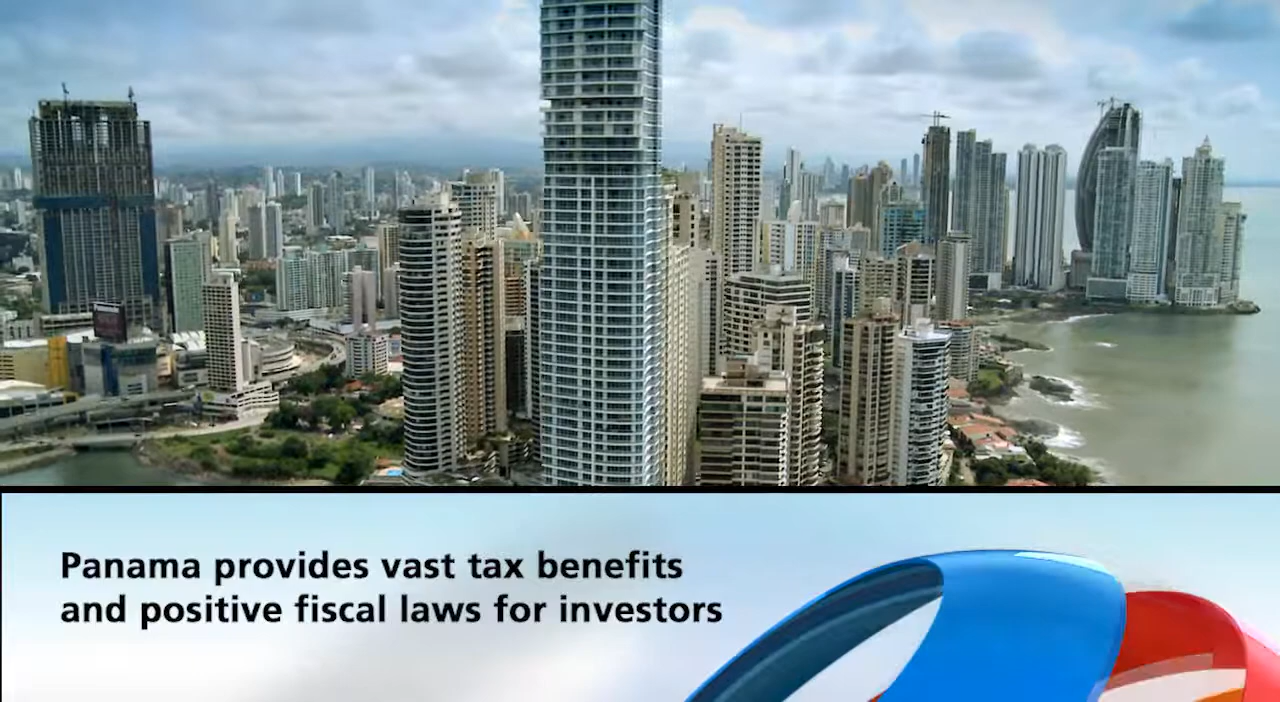 Panama provides vast tax benefits
and positive fiscal laws for investors